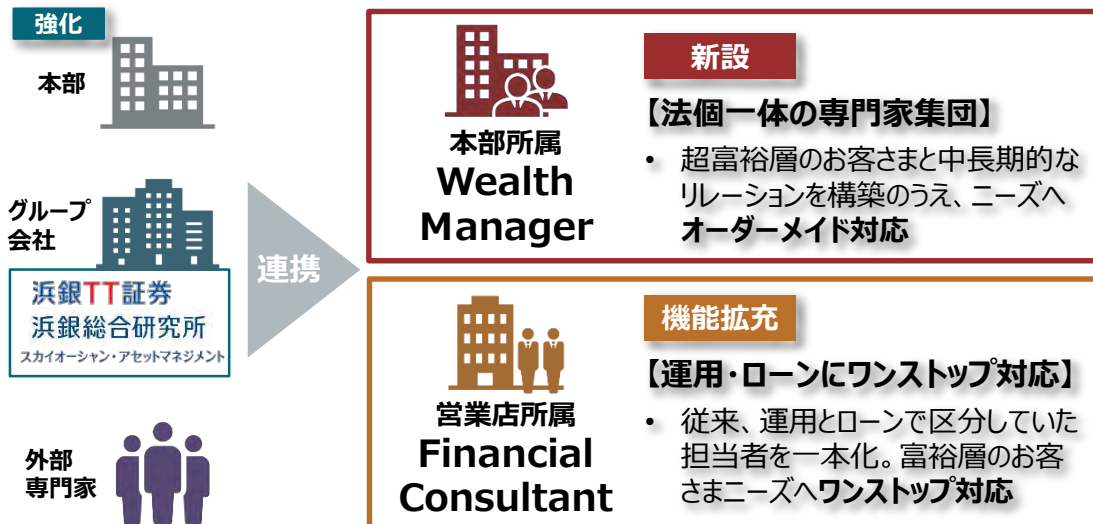 強化
本部
グループ
会社
浜銀TT証券
浜銀総合研究所
スカイオーシャン・アセットマネジメント
外部
専門家
連携
本部所属
Wealth
Manager
新設
【法個一体の専門家集団】
• 超富裕層のお客さまと中長期的な
リレーションを構築のうえ、ニーズへ
オーダーメイド対応
営業店所属
Financial
Consultant
機能拡充
【運用・ローンにワンストップ対応】
• 従来、運用とローンで区分していた
担当者を一本化。富裕層のお客
さまニーズへワンストップ対応